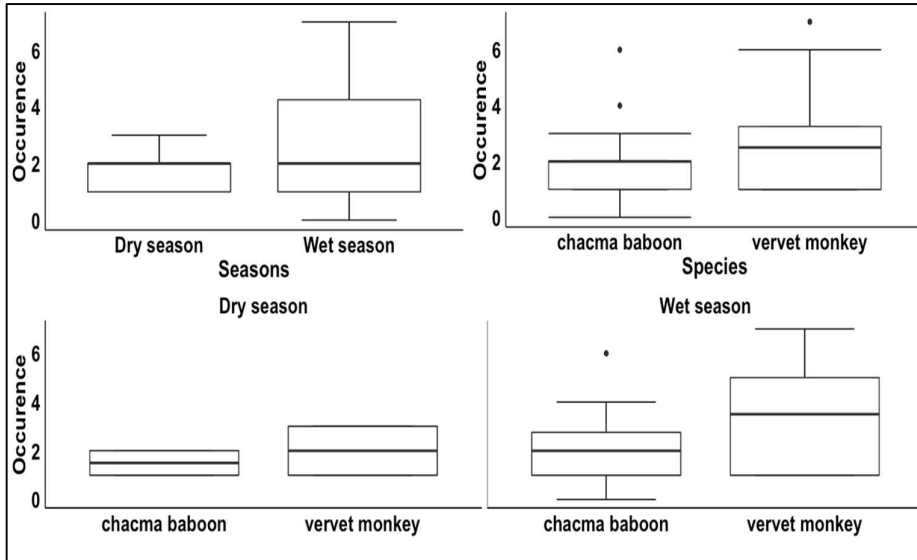 Occurence
6
4
2
0
Dry season
Wet season
Seasons
Occurence
6
4
2
0
chacma baboon
vervet monkey
Species
Dry season
Occurence
6
4
2
0
chacma baboon
vervet monkey
Wet season
chacma baboon
vervet monkey